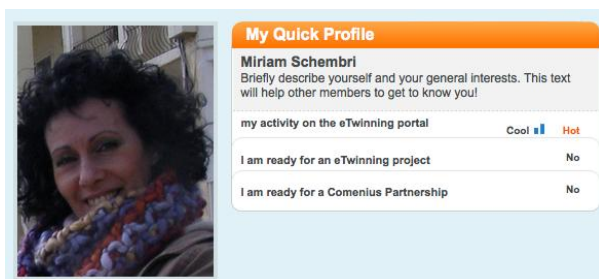 My Quick Profile
Miriam Schembri
Briefly describe yourself and your general interests. This text
will help other members to get to know you!
my activity on the eTwinning portal
Cool Hot
I am ready for an eTwinning project No
I am ready for a Comenius Partnership No